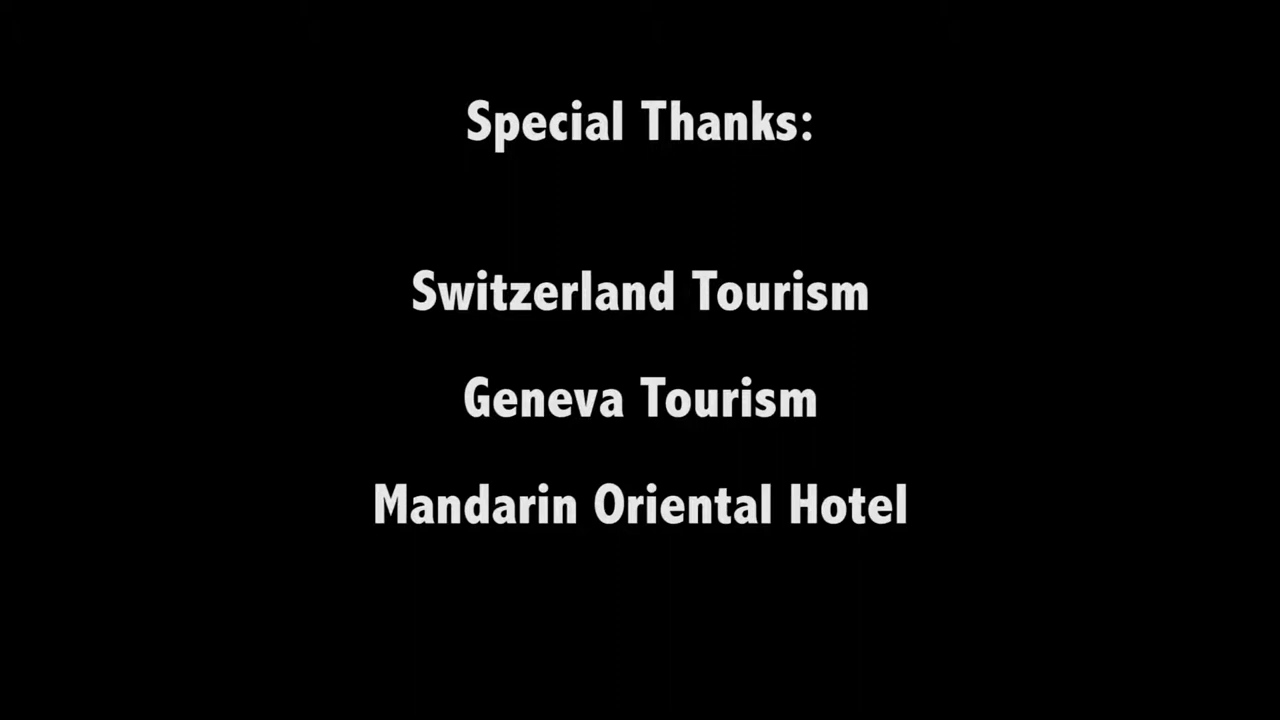 Special Thanks:
Switzerland Tourism
Geneva Tourism
Mandarin Oriental Hotel